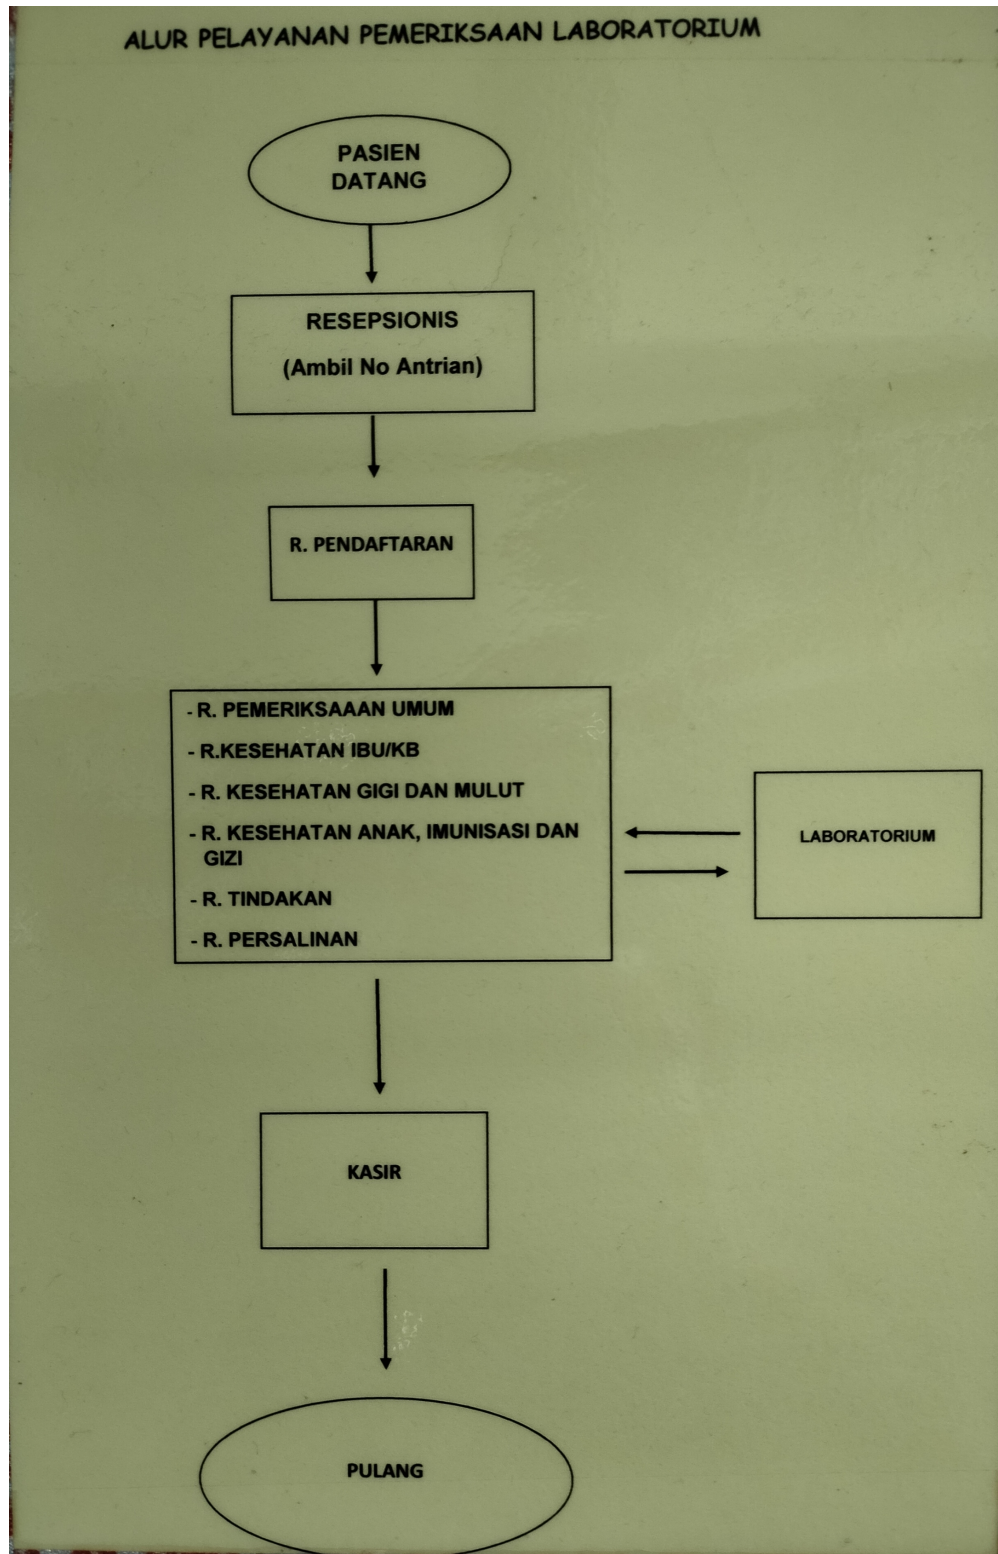 ALUR PELAYANAN PEMERIKSAAN LABORATORIUM
PASIEN
DATANG
RESEPSIONIS
(Ambil No Antrian)
R. PENDAFTARAN
- R. PEMERIKSAAAN UMUM
- R.KESEHATAN IBU/KB
- R. KESEHATAN GIGI DAN MULUT
- R. KESEHATAN ANAK, IMUNISASI DAN
GIZI
- R. TINDAKAN
- R. PERSALINAN
LABORATORIUM
KASIR
PULANG